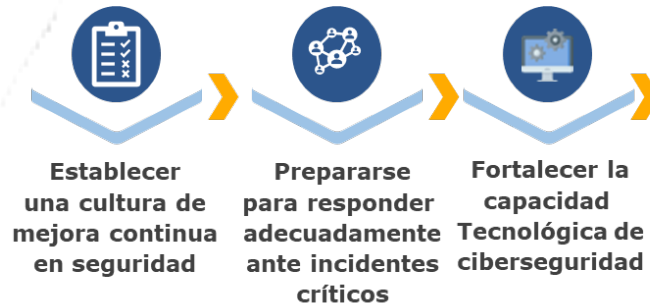 Establecer
una cultura de
mejora continua
en seguridad
Prepararse
para responder
adecuadamente
ante incidentes
críticos
Fortalecer la
capacidad
Tecnológica de
ciberseguridad